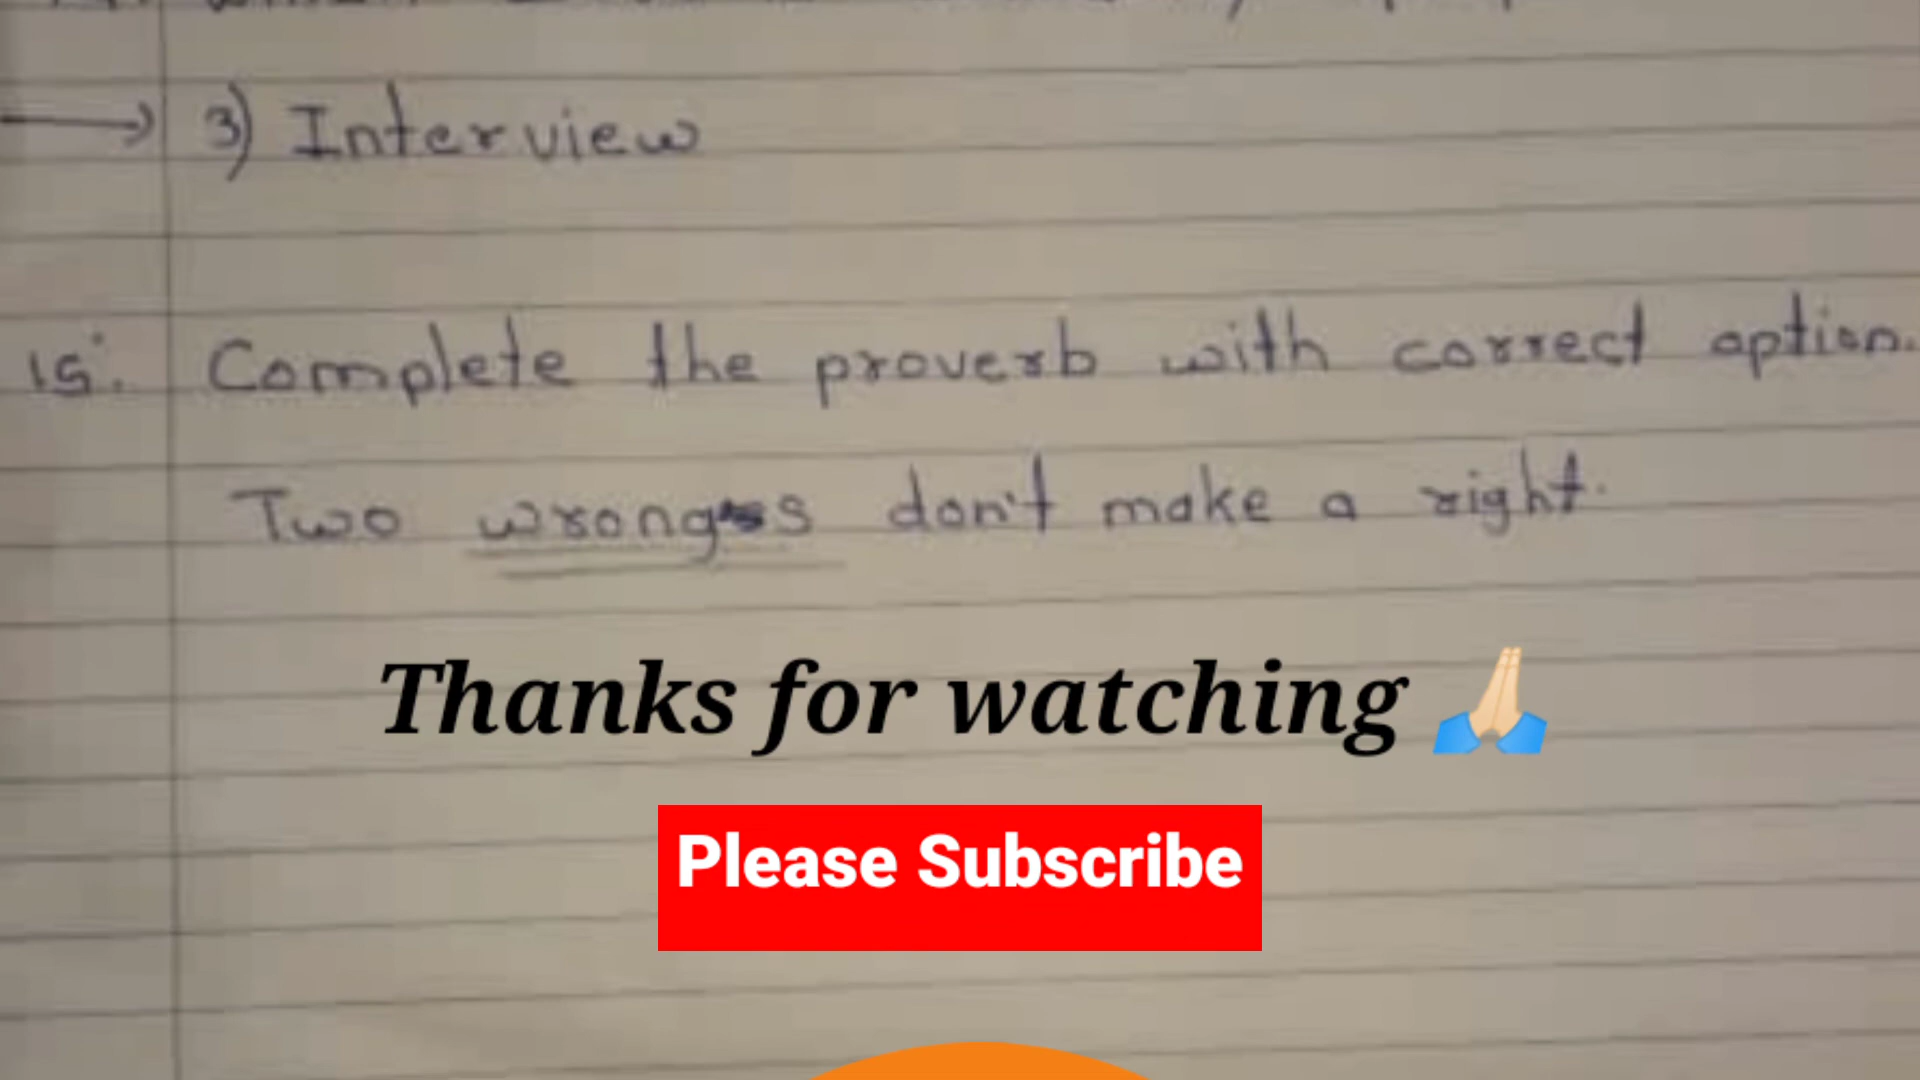 → 3) Interview
15. Complete the proverb with correct option.
Two wrongs don't make a right.
Thanks for watching 🙏🏻
Please Subscribe